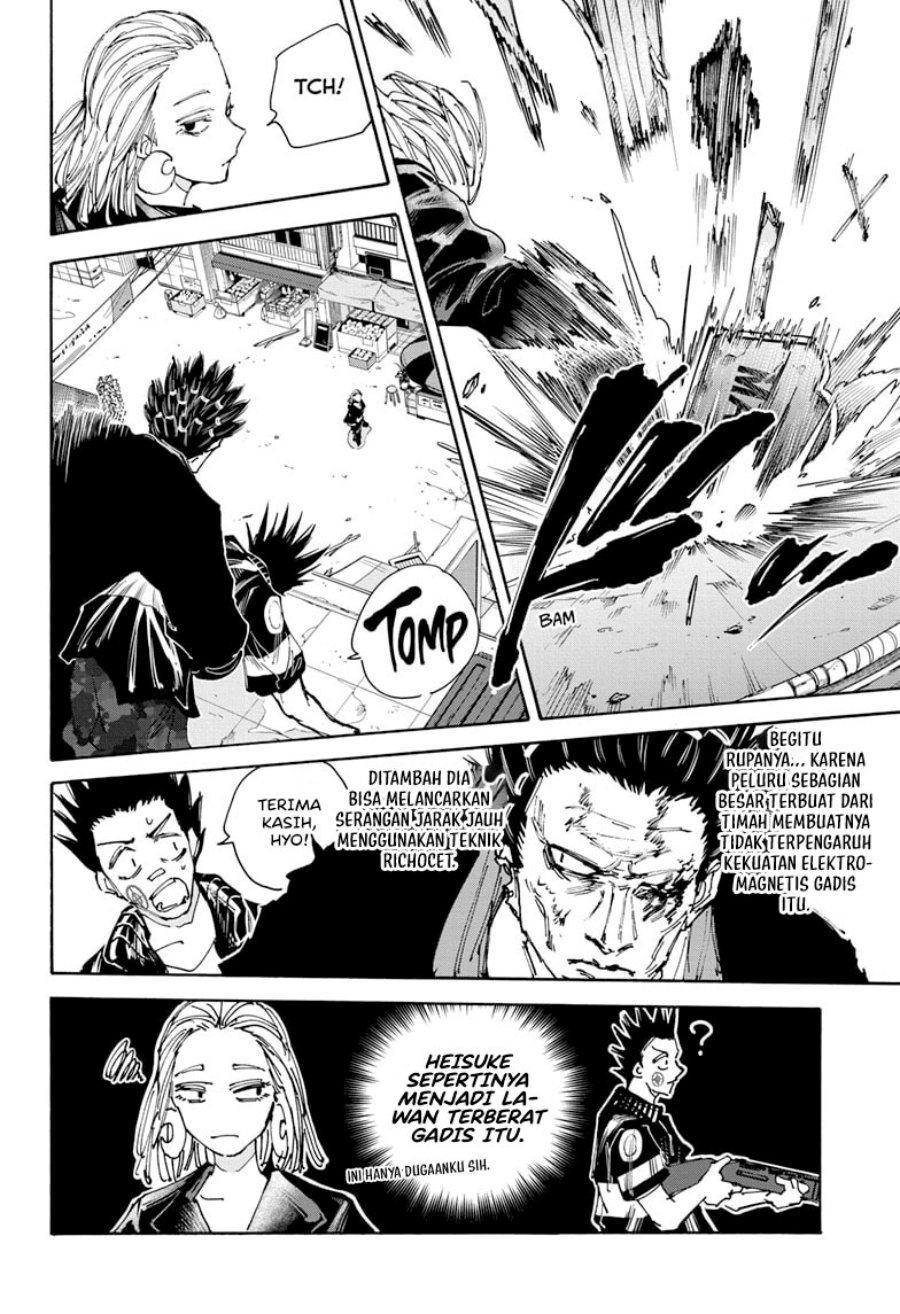 BAM
TCH!
TOMP
BEGITU
RUPANYA... KARENA
PELURU SEBAGIAN
BESAR TERBUAT DARI
TIMAH MEMBUATNYA
TIDAK TERPENGARUH
KEKUATAN ELEKTRO-
MAGNETIS GADIS
ITU.
DITAMBAH DIA
BISA MELANCARKAN
SERANGAN JARAK JAUH
MENGGUNAKAN TEKNIK
RICHOCET.
TERIMA
KASIH,
HYO!
?
HEISUKE
SEPERTINYA
MENJADI LA-
WAN TERBERAT
GADIS ITU.
INI HANYA DUGAANKU SIH.